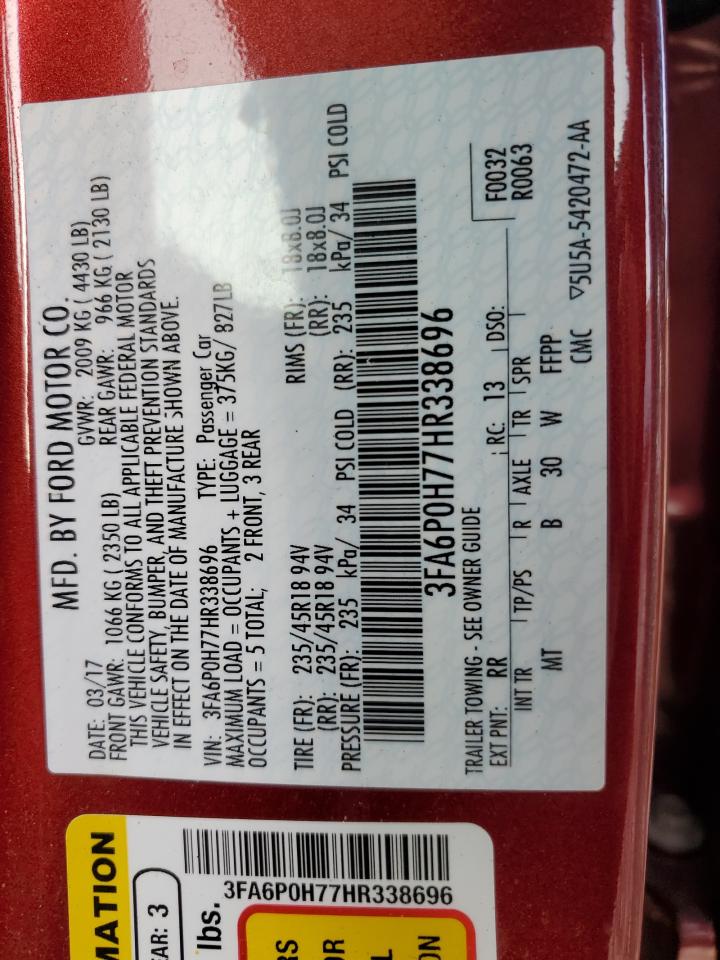 MFD. BY FORD MOTOR CO.
DATE: 03/17 GVWR: 2009 KG ( 4430 LB)
FRONT GAWR: 1066 KG ( 2350 LB) REAR GAWR: 966 KG ( 2130 LB)
THIS VEHICLE CONFORMS TO ALL APPLICABLE FEDERAL MOTOR
VEHICLE SAFETY, BUMPER, AND THEFT PREVENTION STANDARDS
IN EFFECT ON THE DATE OF MANUFACTURE SHOWN ABOVE.
VIN: 3FA6P0H77HR338696 TYPE: Passenger Car
MAXIMUM LOAD = OCCUPANTS + LUGGAGE = 375KG/ 827LB
OCCUPANTS = 5 TOTAL; 2 FRONT, 3 REAR
TIRE (FR): 235/45R18 94V RIMS (FR): 18x8.0J
(RR): 235/45R18 94V (RR): 18x8.0J
PRESSURE (FR): 235 kPa/ 34 PSI COLD (RR): 235 kPa/ 34 PSI COLD
3FA6P0H77HR338696
TRAILER TOWING - SEE OWNER GUIDE
F0032
EXT PNT: RR RC: 13 DSO: R0063
INT TR TP/PS R AXLE TR SPR
MT B 30 W FFPP
CMC ▽5U5A-5420472-AA
MATION
AR: 3
3FA6P0H77HR338696
lbs.
RS
OR
L
ON